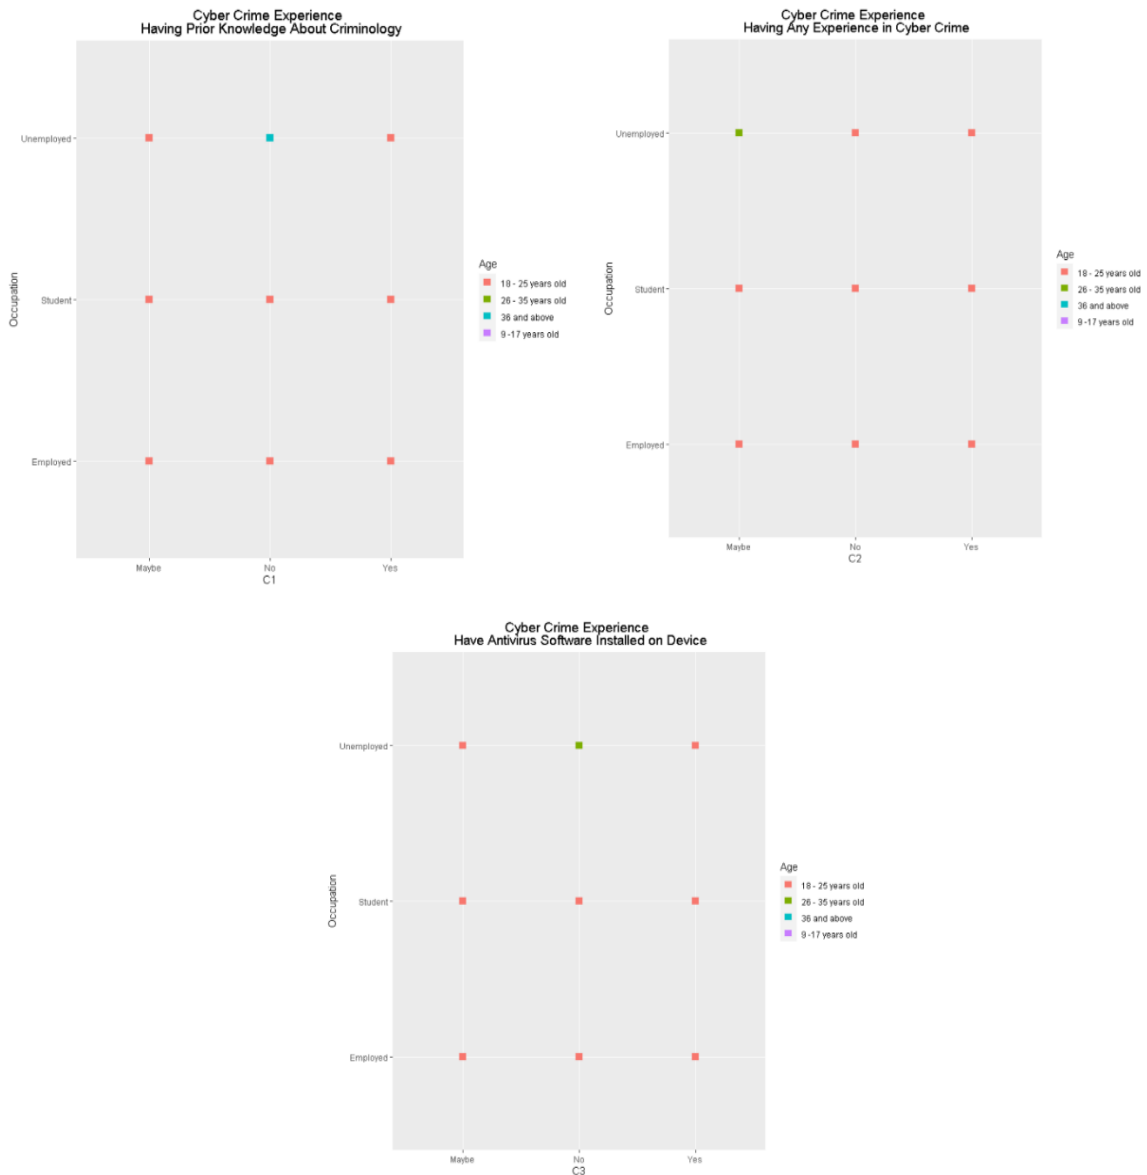 Cyber Crime Experience
Having Prior Knowledge About Criminology
Unemployed
Student
Employed
Occupation
Maybe
No
Yes
C1
Age
18 - 25 years old
26 - 35 years old
36 and above
9 -17 years old
Cyber Crime Experience
Having Any Experience in Cyber Crime
Unemployed
Student
Employed
Occupation
Maybe
No
Yes
C2
Age
18 - 25 years old
26 - 35 years old
36 and above
9 -17 years old
Cyber Crime Experience
Have Antivirus Software Installed on Device
Unemployed
Student
Employed
Occupation
Maybe
No
Yes
C3
Age
18 - 25 years old
26 - 35 years old
36 and above
9 -17 years old